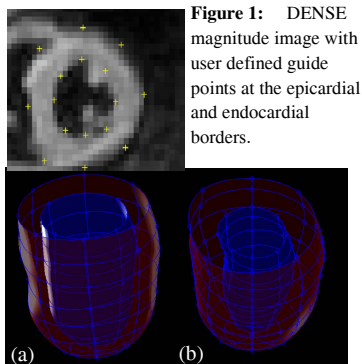 Figure 1: DENSE
magnitude image with
user defined guide
points at the epicardial
and endocardial
borders.
(a) (b)